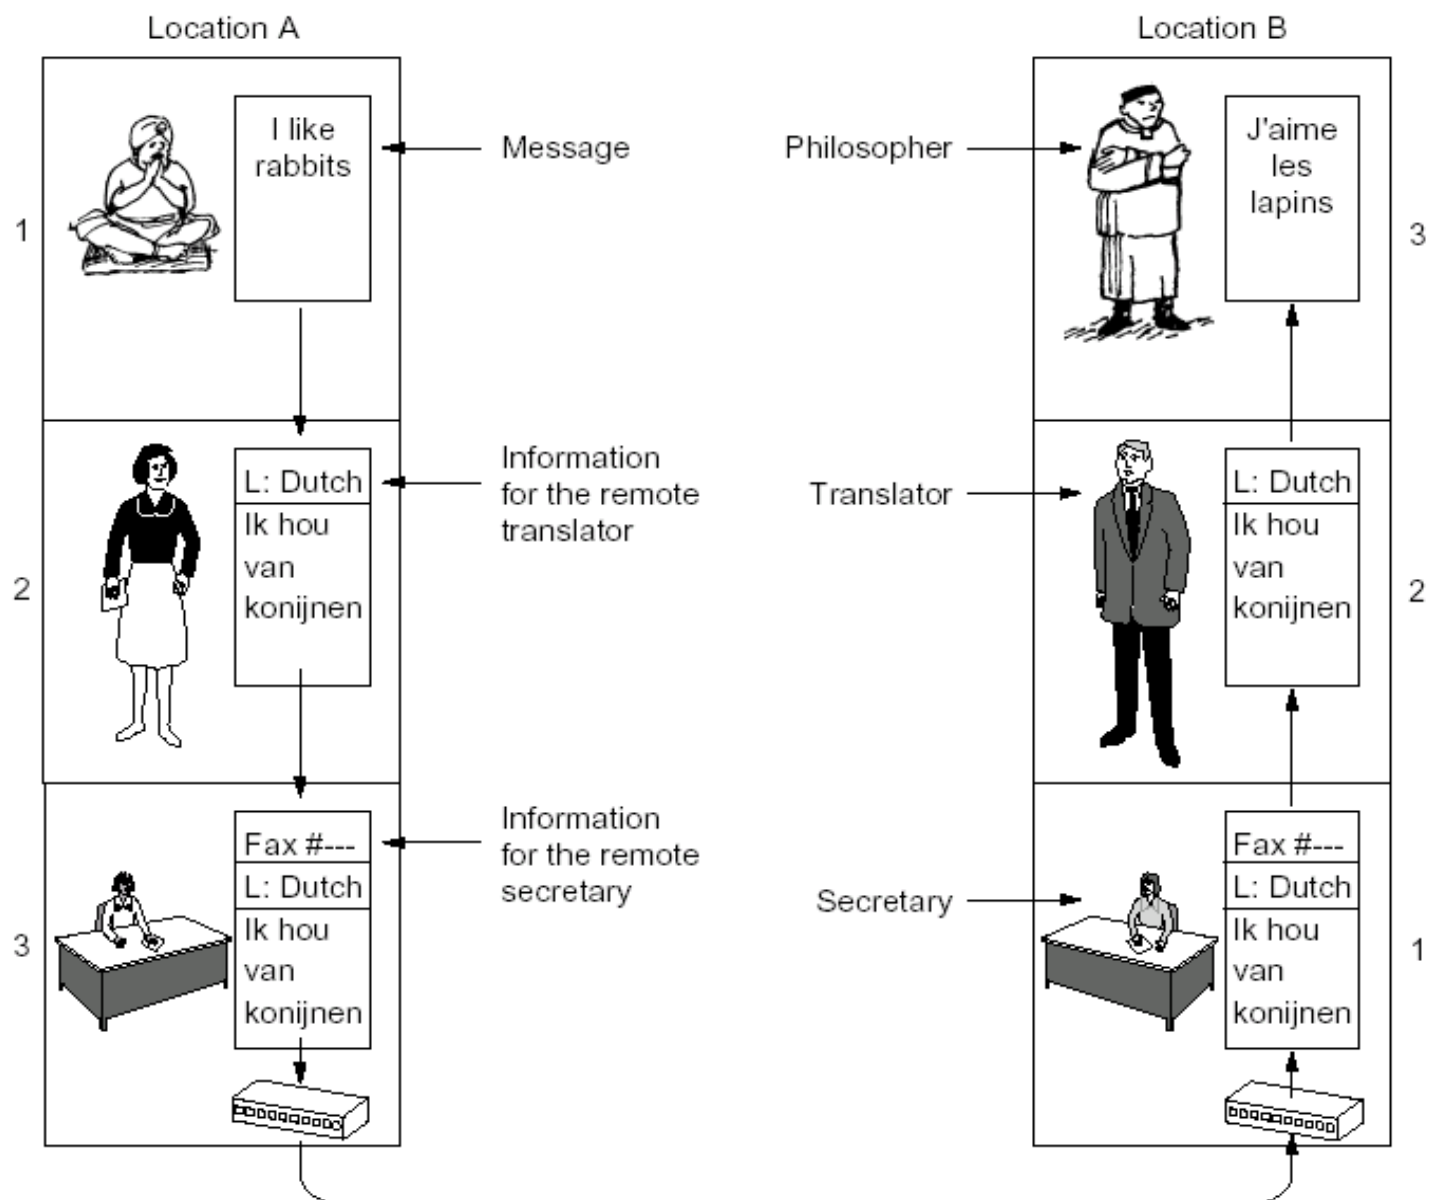 Location A
Location B
I like
rabbits
Message
Philosopher
J'aime
les
lapins
1
3
L: Dutch
Ik hou
van
konijnen
Information
for the remote
translator
Translator
L: Dutch
Ik hou
van
konijnen
2
2
Fax #---
L: Dutch
Ik hou
van
konijnen
Information
for the remote
secretary
Secretary
Fax #---
L: Dutch
Ik hou
van
konijnen
3
1